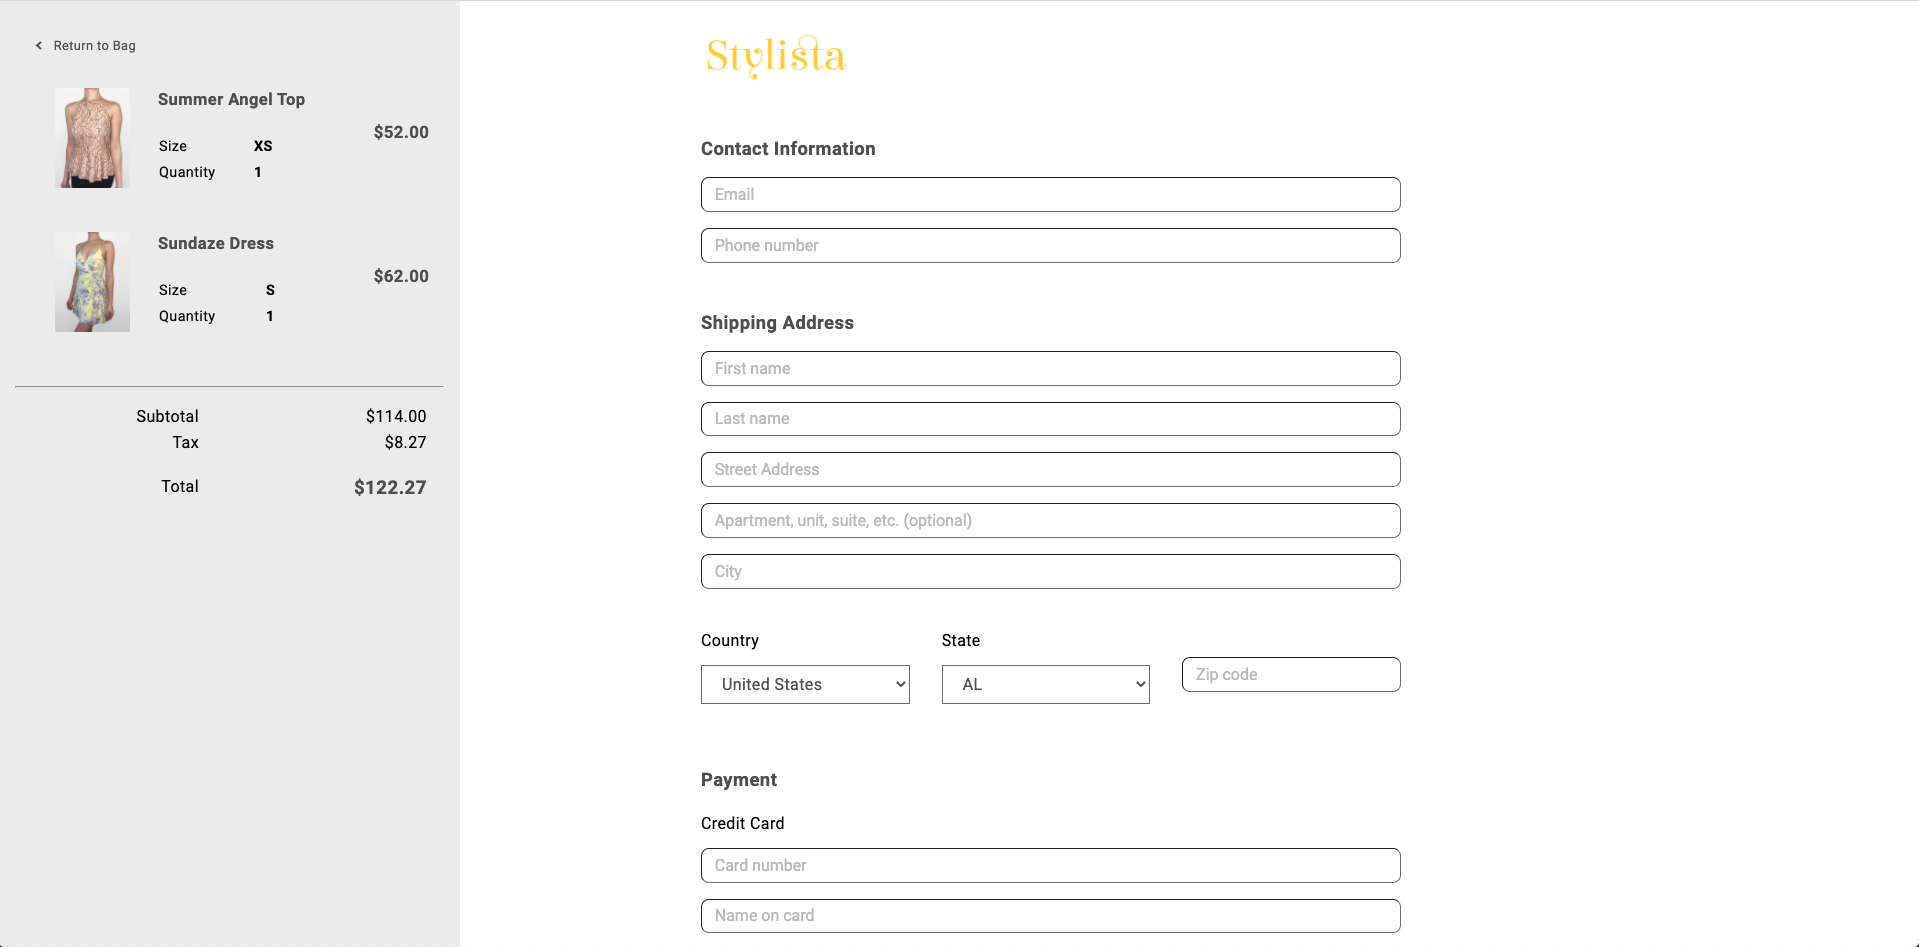 Return to Bag
Summer Angel Top
$52.00
Size XS
Quantity 1
Sundaze Dress
$62.00
Size S
Quantity 1
Subtotal $114.00
Tax $8.27
Total $122.27
Stylista
Contact Information
Email
Phone number
Shipping Address
First name
Last name
Street Address
Apartment, unit, suite, etc. (optional)
City
Country State
United States AL Zip code
Payment
Credit Card
Card number
Name on card